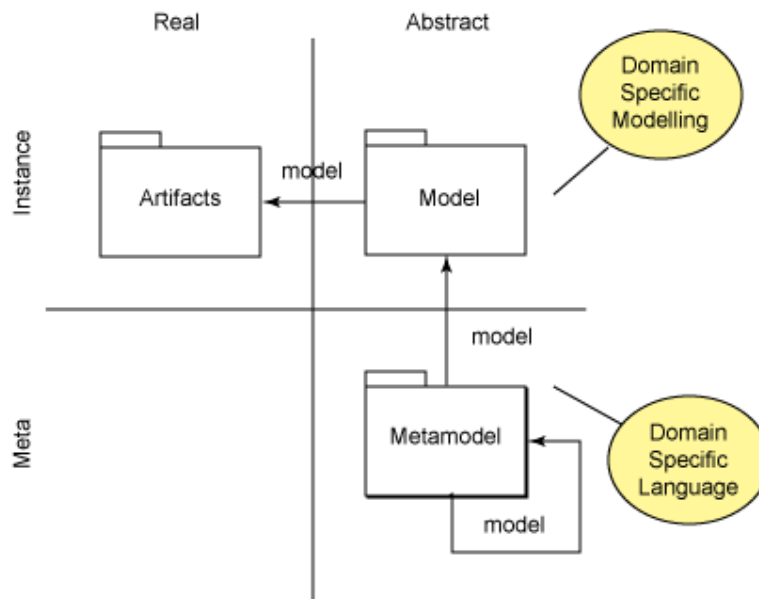 Real
Abstract
Domain
Specific
Modelling
Instance
Artifacts
model
Model
model
Meta
Metamodel
model
Domain
Specific
Language